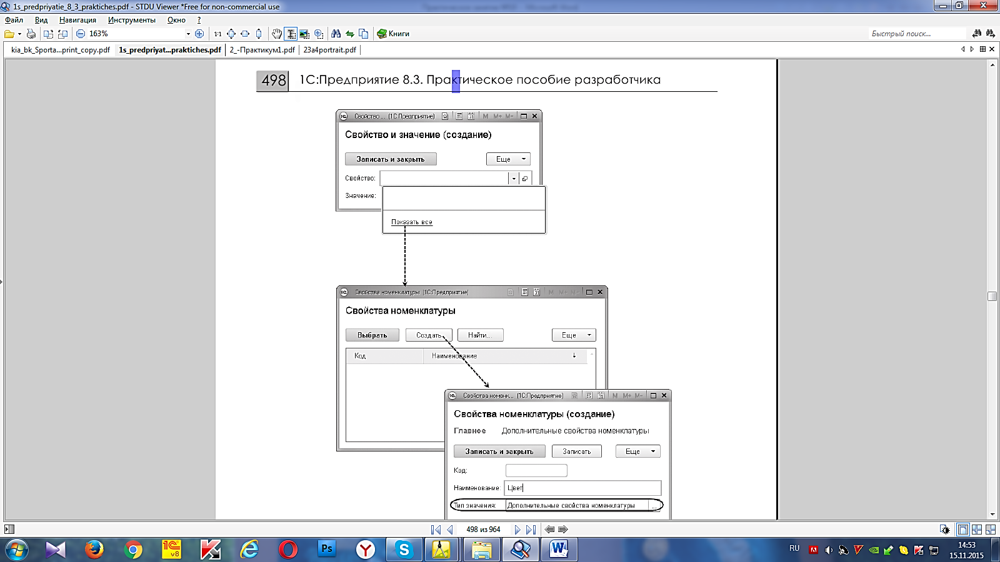 1s_predpriyatie_8_3_praktiches.pdf - STDU Viewer *Free for non-commercial use
Файл Вид Навигация Инструменты Окно ?
163% 1:1 Книги Быстрый поиск...
kia_bk_Sporta...print_copy.pdf 1s_predpriyat...praktiches.pdf 2_-Практикум1.pdf 23a4portrait.pdf
498 1С:Предприятие 8.3. Практическое пособие разработчика
Свойство ... (1С:Предприятие) M M+ M-
Свойство и значение (создание)
Записать и закрыть Еще
Свойство:
Значение:
Показать все
Свойства номенклатуры (1С:Предприятие) 31 M M+ M-
Свойства номенклатуры
Выбрать Создать Найти... Еще
Код Наименование
Свойства номенк... (1С:Предприятие) 31 M M+ M-
Свойства номенклатуры (создание)
Главное Дополнительные свойства номенклатуры
Записать и закрыть Записать Еще
Код:
Наименование: Цвет
Тип значения: Дополнительные свойства номенклатуры ...
498 из 964
RU 14:53
15.11.2015